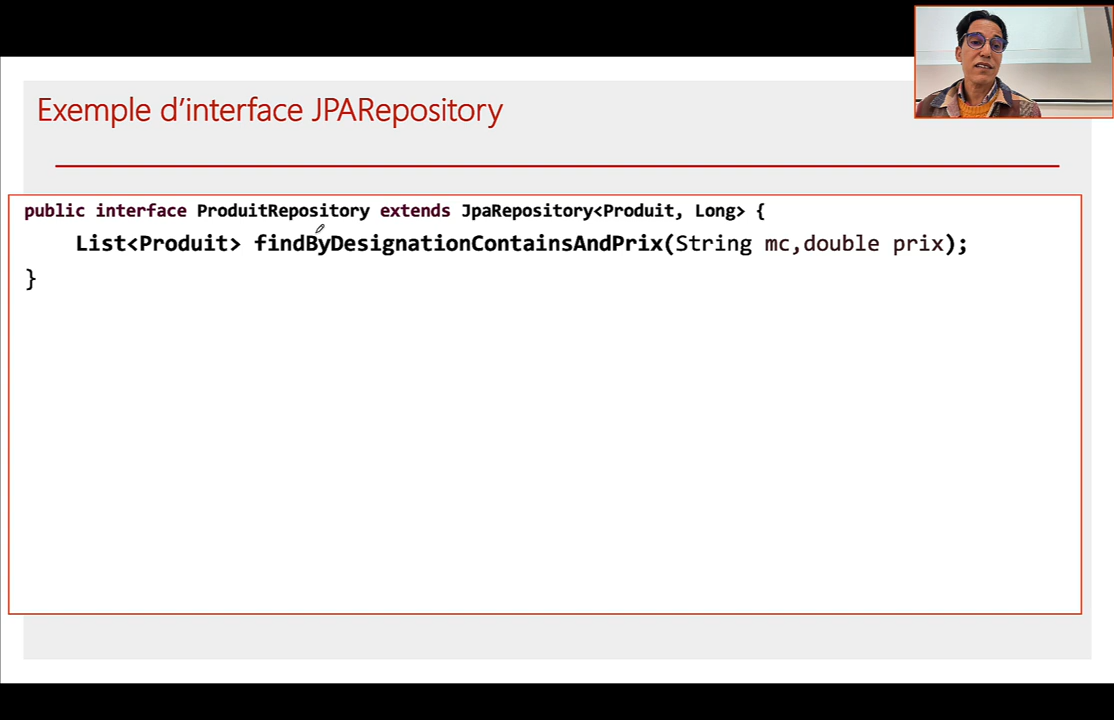 Exemple d’interface JPARepository
public interface ProduitRepository extends JpaRepository<Produit, Long> {
List<Produit> findByDesignationContainsAndPrix(String mc,double prix);
}